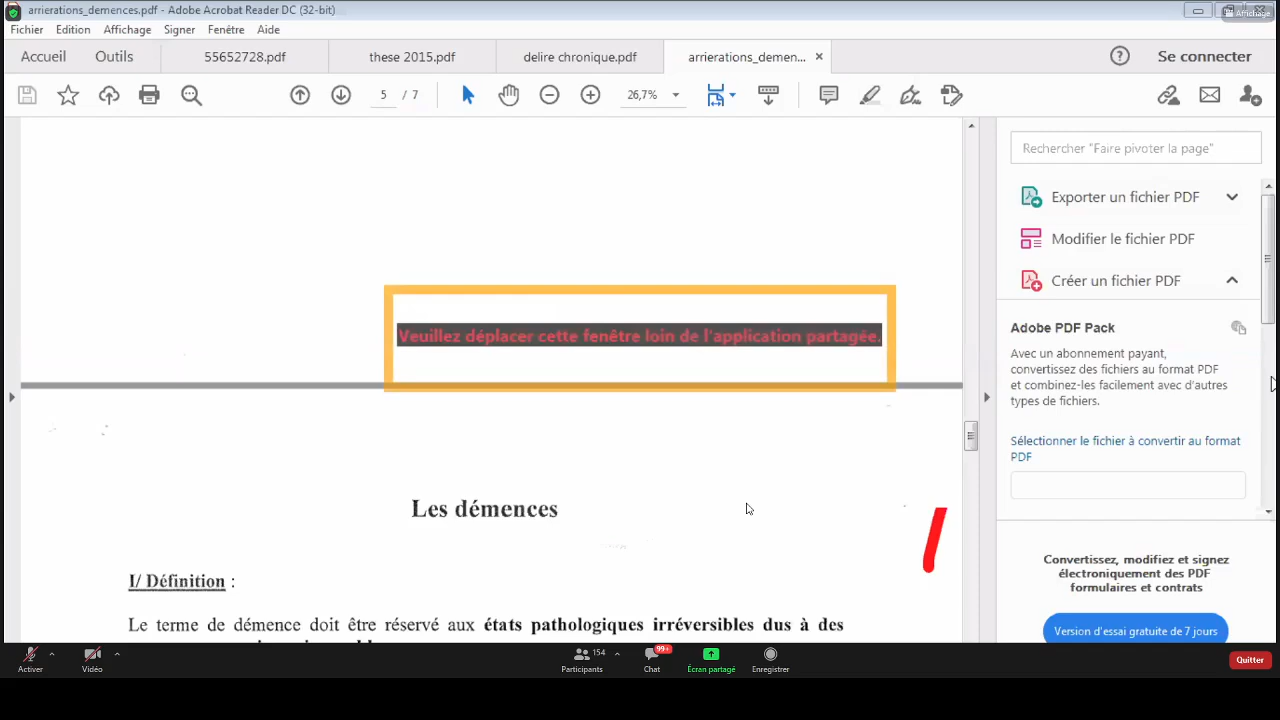 arrierations_demences.pdf - Adobe Acrobat Reader DC (32-bit)
Affichage
Fichier Edition Affichage Signer Fenêtre Aide
Accueil Outils 55652728.pdf these 2015.pdf delire chronique.pdf arrierations_demen... × ? Se connecter
5 / 7 26,7%
Rechercher "Faire pivoter la page"
Exporter un fichier PDF
Modifier le fichier PDF
Créer un fichier PDF
Adobe PDF Pack
Avec un abonnement payant,
convertissez des fichiers au format PDF
et combinez-les facilement avec d'autres
types de fichiers.
Sélectionner le fichier à convertir au format
PDF
Convertissez, modifiez et signez
électroniquement des PDF
formulaires et contrats
Version d'essai gratuite de 7 jours
Veuillez déplacer cette fenêtre loin de l'application partagée.
Les démences
I/ Définition :
Le terme de démence doit être réservé aux états pathologiques irréversibles dus à des
154 99+
Activer Vidéo Participants Chat Écran partagé Enregistrer Quitter